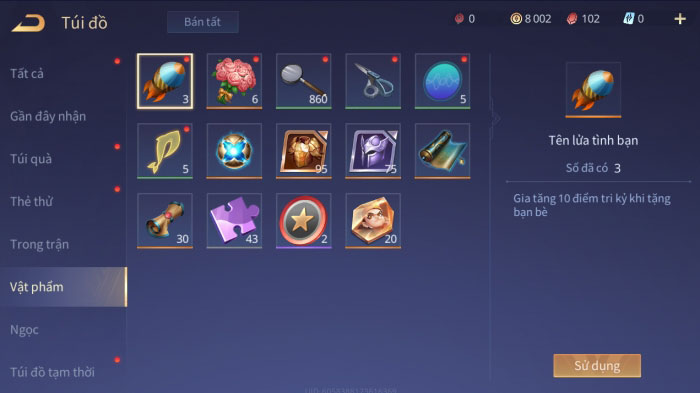 Túi đồ
Bán tất
0
8 002
102
0
Tất cả
Gần đây nhận
Túi quà
Thẻ thử
Trong trận
Vật phẩm
Ngọc
Túi đồ tạm thời
3
6
860
5
5
95
75
30
43
2
20
Tên lửa tình bạn
Số đã có 3
Gia tăng 10 điểm tri kỷ khi tặng
bạn bè
Sử dụng